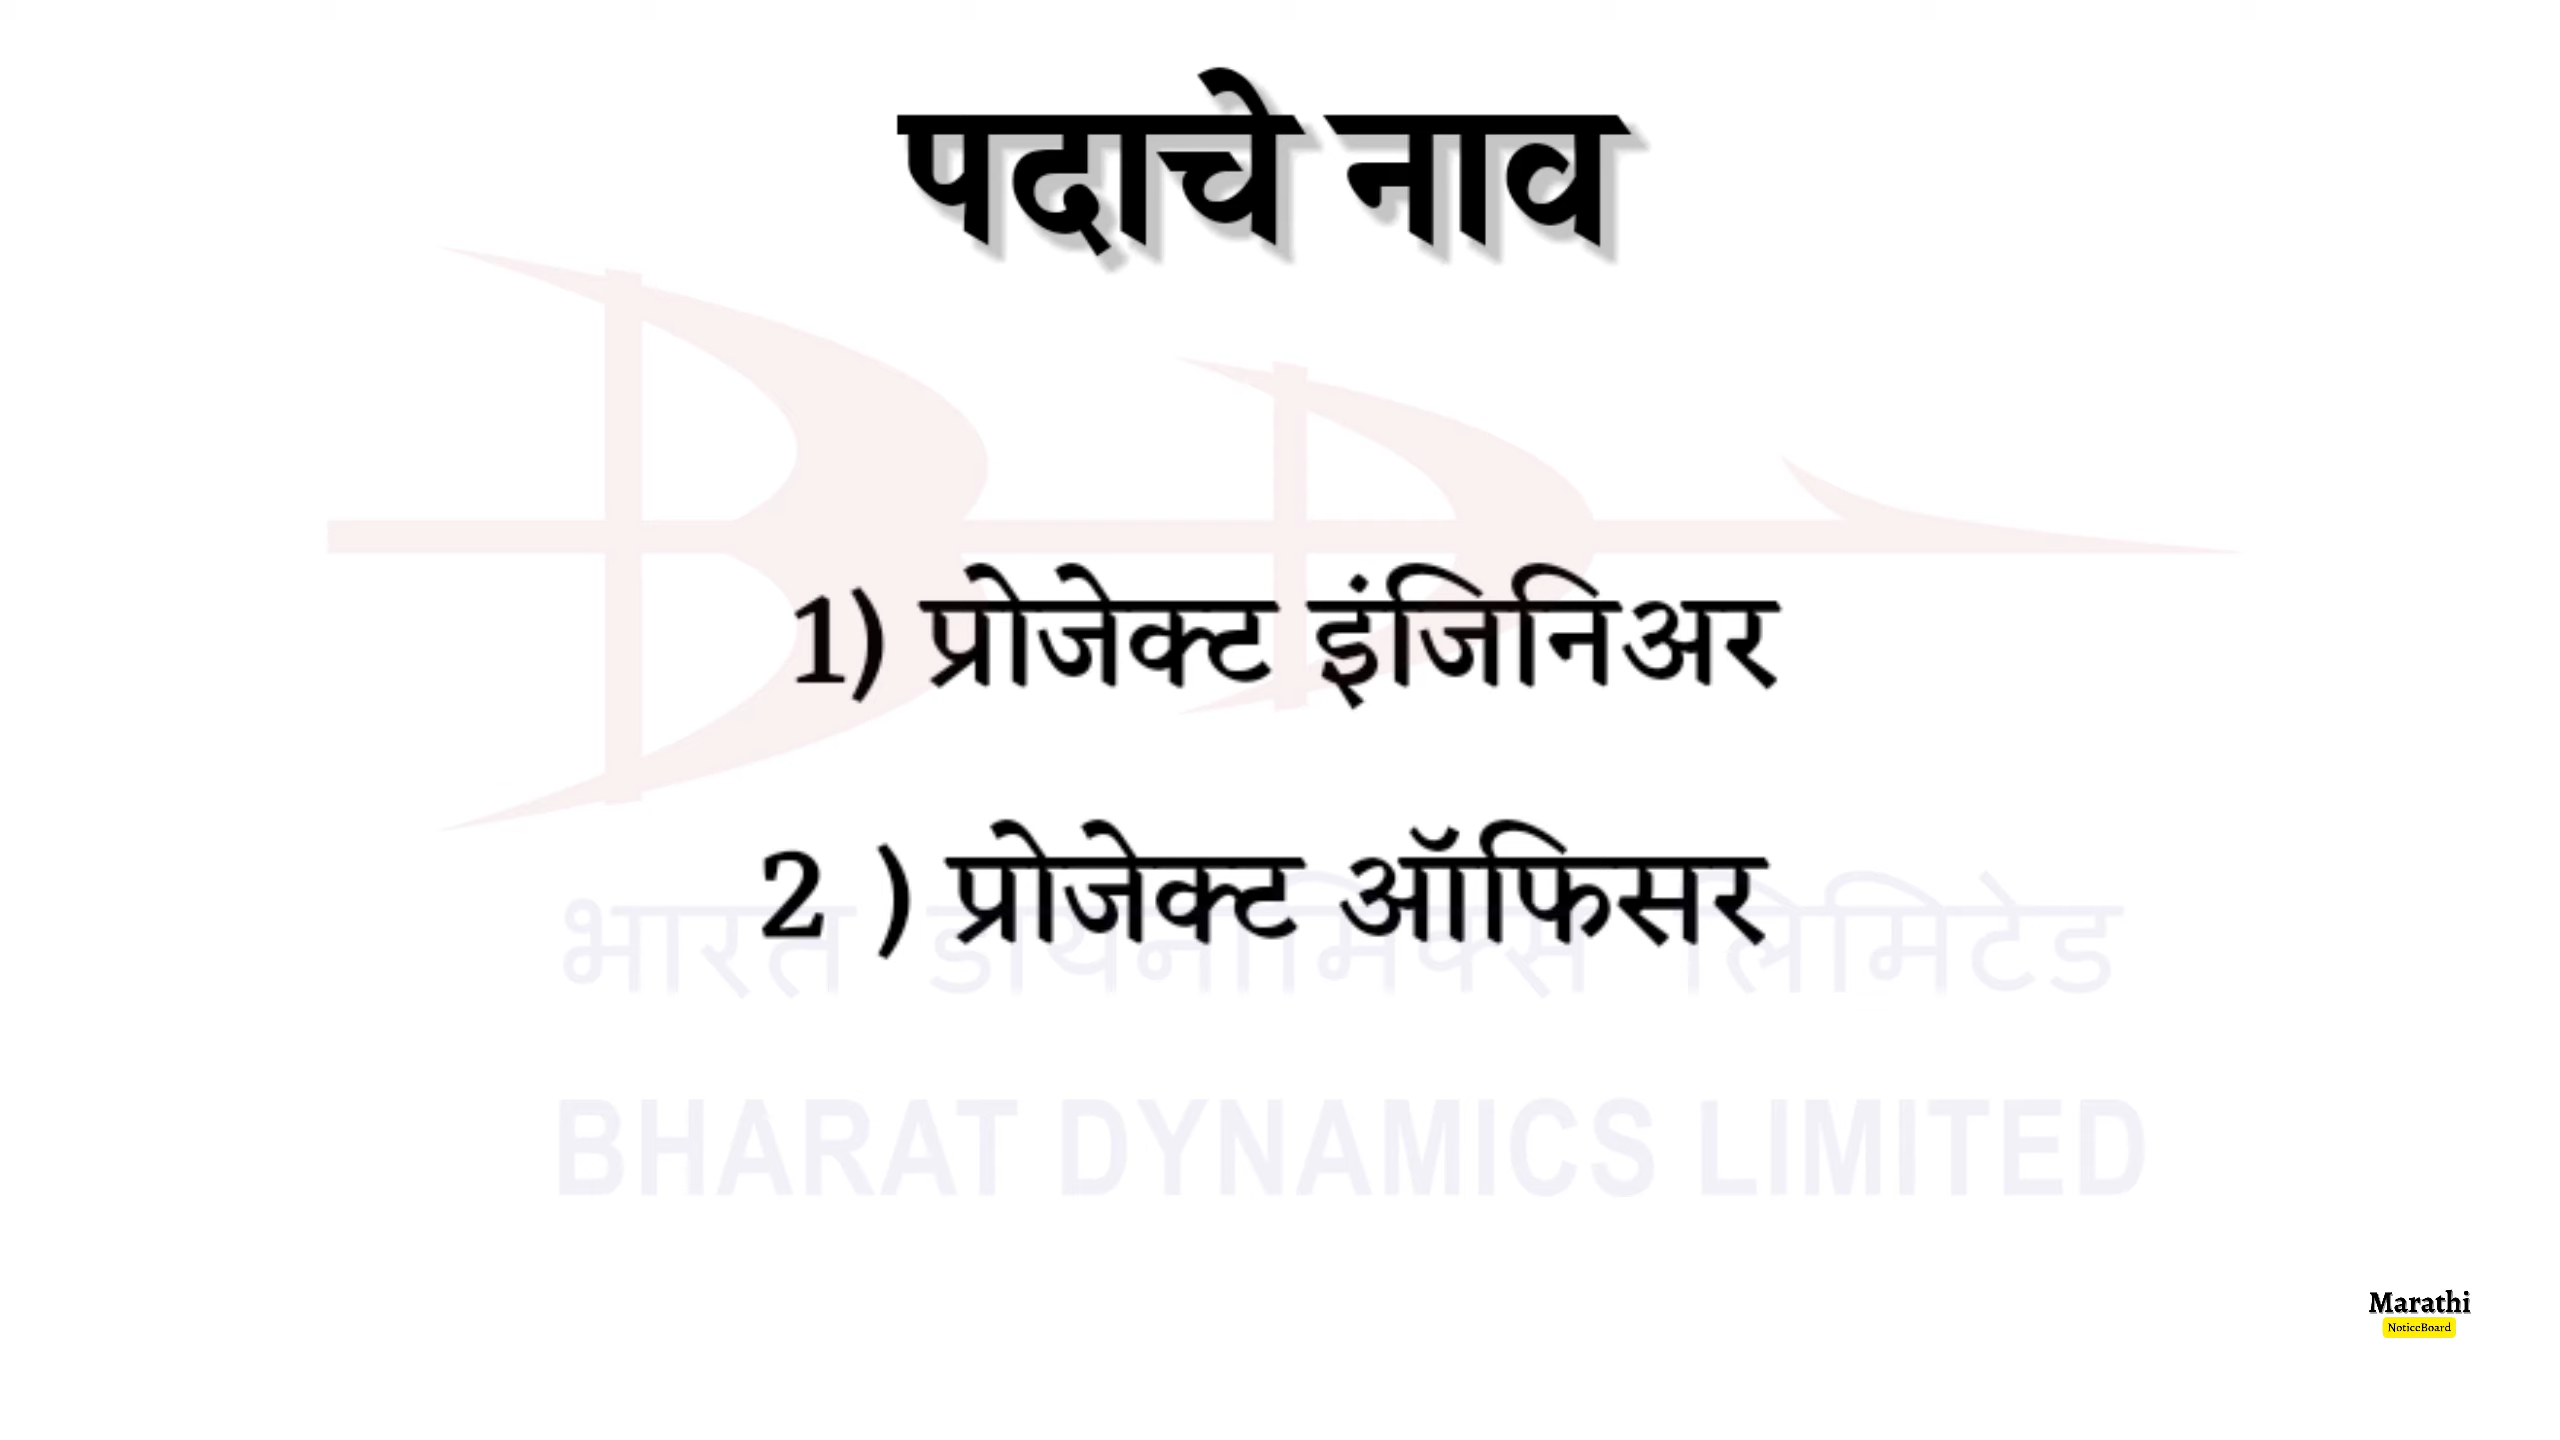 पदाचे नाव
1) प्रोजेक्ट इंजिनिअर
2 ) प्रोजेक्ट ऑफिसर
भारत डायनामिक्स लिमिटेड
BHARAT DYNAMICS LIMITED
Marathi
NoticeBoard